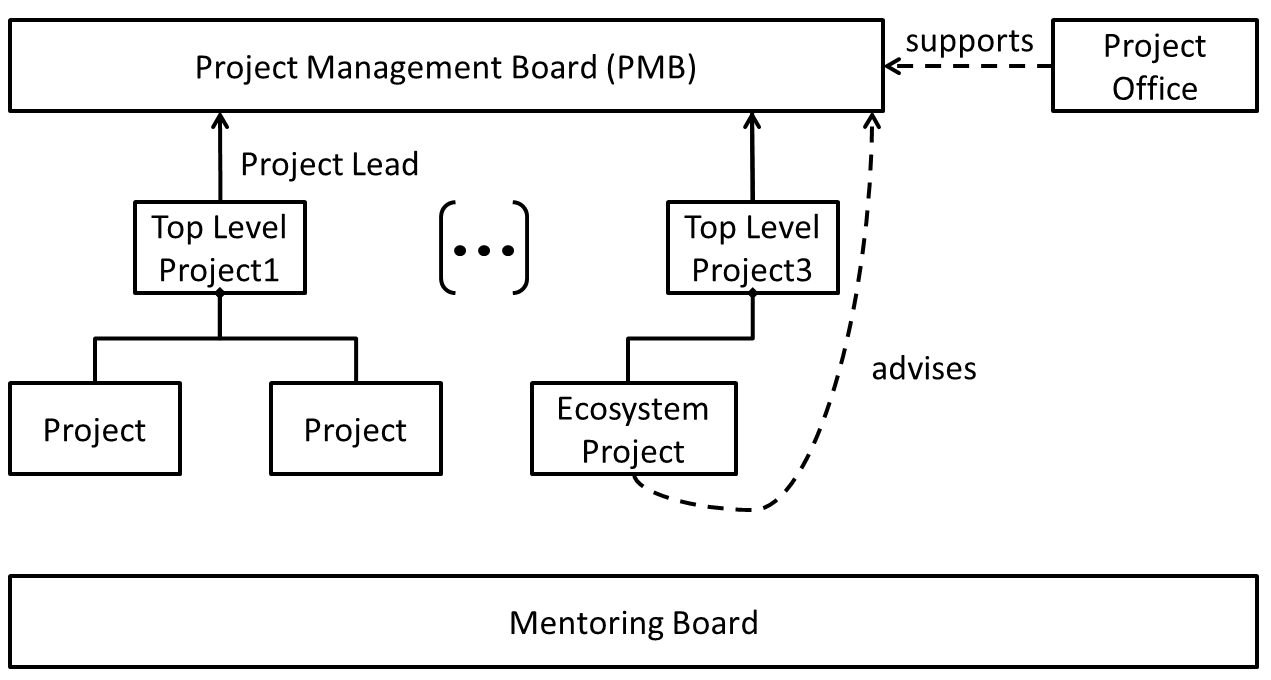 Project Management Board (PMB)
supports
Project
Office
Project Lead
Top Level
Project1
[...]
Top Level
Project3
advises
Project
Project
Ecosystem
Project
Mentoring Board